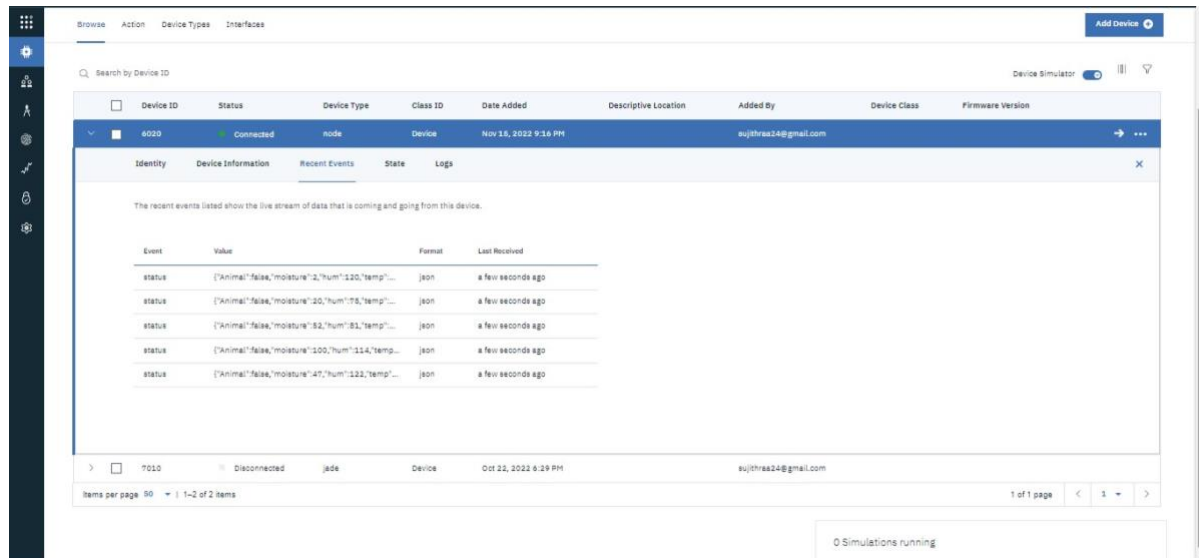 Browse Action Device Types Interfaces Add Device
Search by Device ID Device Simulator
Device ID Status Device Type Class ID Date Added Descriptive Location Added By Device Class Firmware Version
6020 Connected node Device Nov 15, 2022 9:16 PM sujithraa24@gmail.com
Identity Device Information Recent Events State Logs
The recent events listed show the live stream of data that is coming and going from this device.
Event Value Format Last Received
status {"Animal":false,"moisture":2,"hum":120,"temp":... json a few seconds ago
status {"Animal":false,"moisture":20,"hum":75,"temp":... json a few seconds ago
status {"Animal":false,"moisture":52,"hum":81,"temp":... json a few seconds ago
status {"Animal":false,"moisture":100,"hum":114,"temp... json a few seconds ago
status {"Animal":false,"moisture":47,"hum":122,"temp"... json a few seconds ago
7010 Disconnected jade Device Oct 22, 2022 6:29 PM sujithraa24@gmail.com
Items per page 50 | 1–2 of 2 items 1 of 1 page 1
0 Simulations running